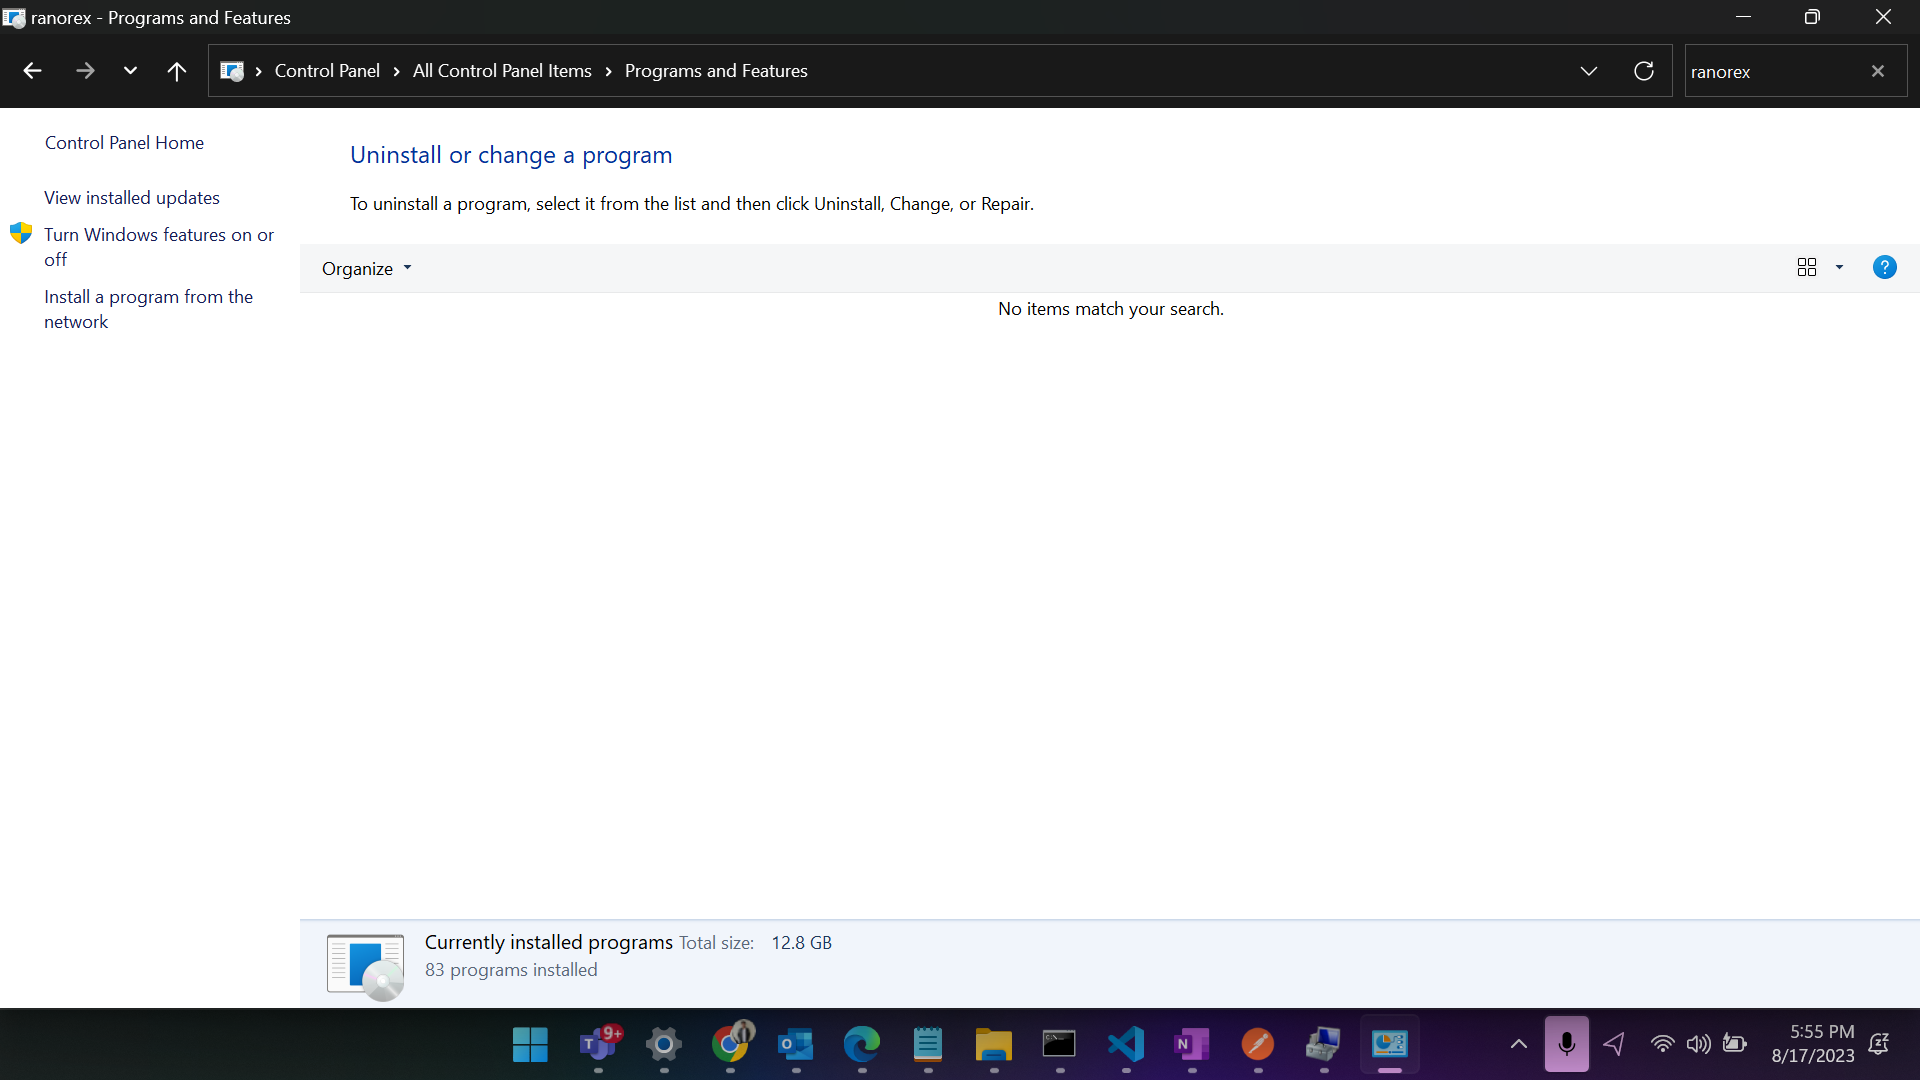 ranorex - Programs and Features
Control Panel
All Control Panel Items
Programs and Features
ranorex
Control Panel Home
View installed updates
Turn Windows features on or
off
Install a program from the
network
Uninstall or change a program
To uninstall a program, select it from the list and then click Uninstall, Change, or Repair.
Organize
?
No items match your search.
Currently installed programs Total size: 12.8 GB
83 programs installed
T 9+
O
C:\_
N
5:55 PM
8/17/2023